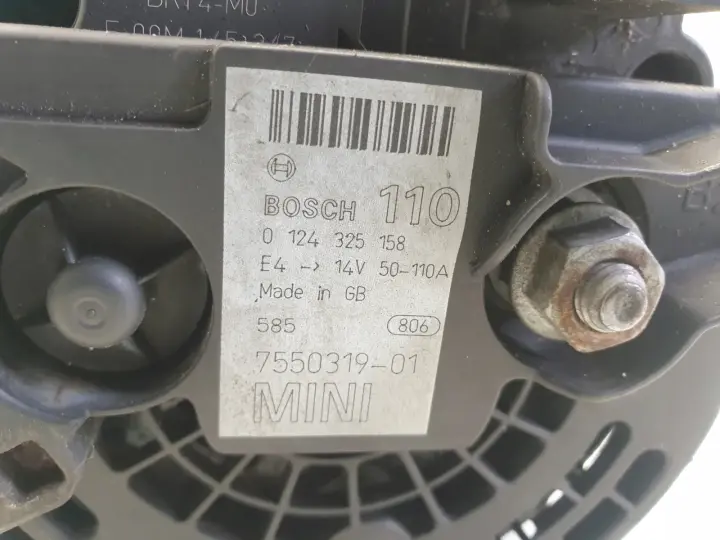 BOSCH 110
0 124 325 158
E4 -> 14V 50-110A
Made in GB
585 806
7550319-01
MINI